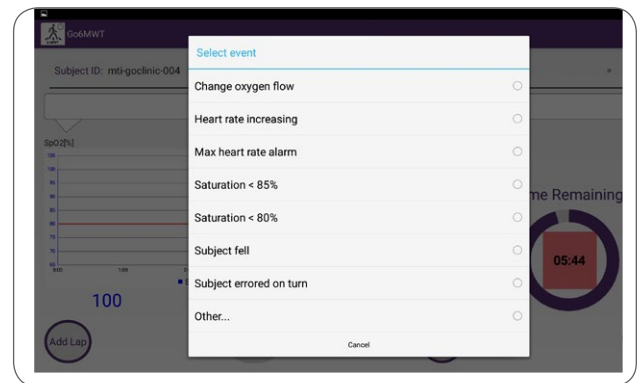 Go6MWT
Select event
Subject ID: mti-goclinic-004
Change oxygen flow
Heart rate increasing
Max heart rate alarm
SpO2[%]
Saturation < 85%
me Remaining
Saturation < 80%
Subject fell
05:44
Subject errored on turn
100
Other...
Add Lap
Cancel